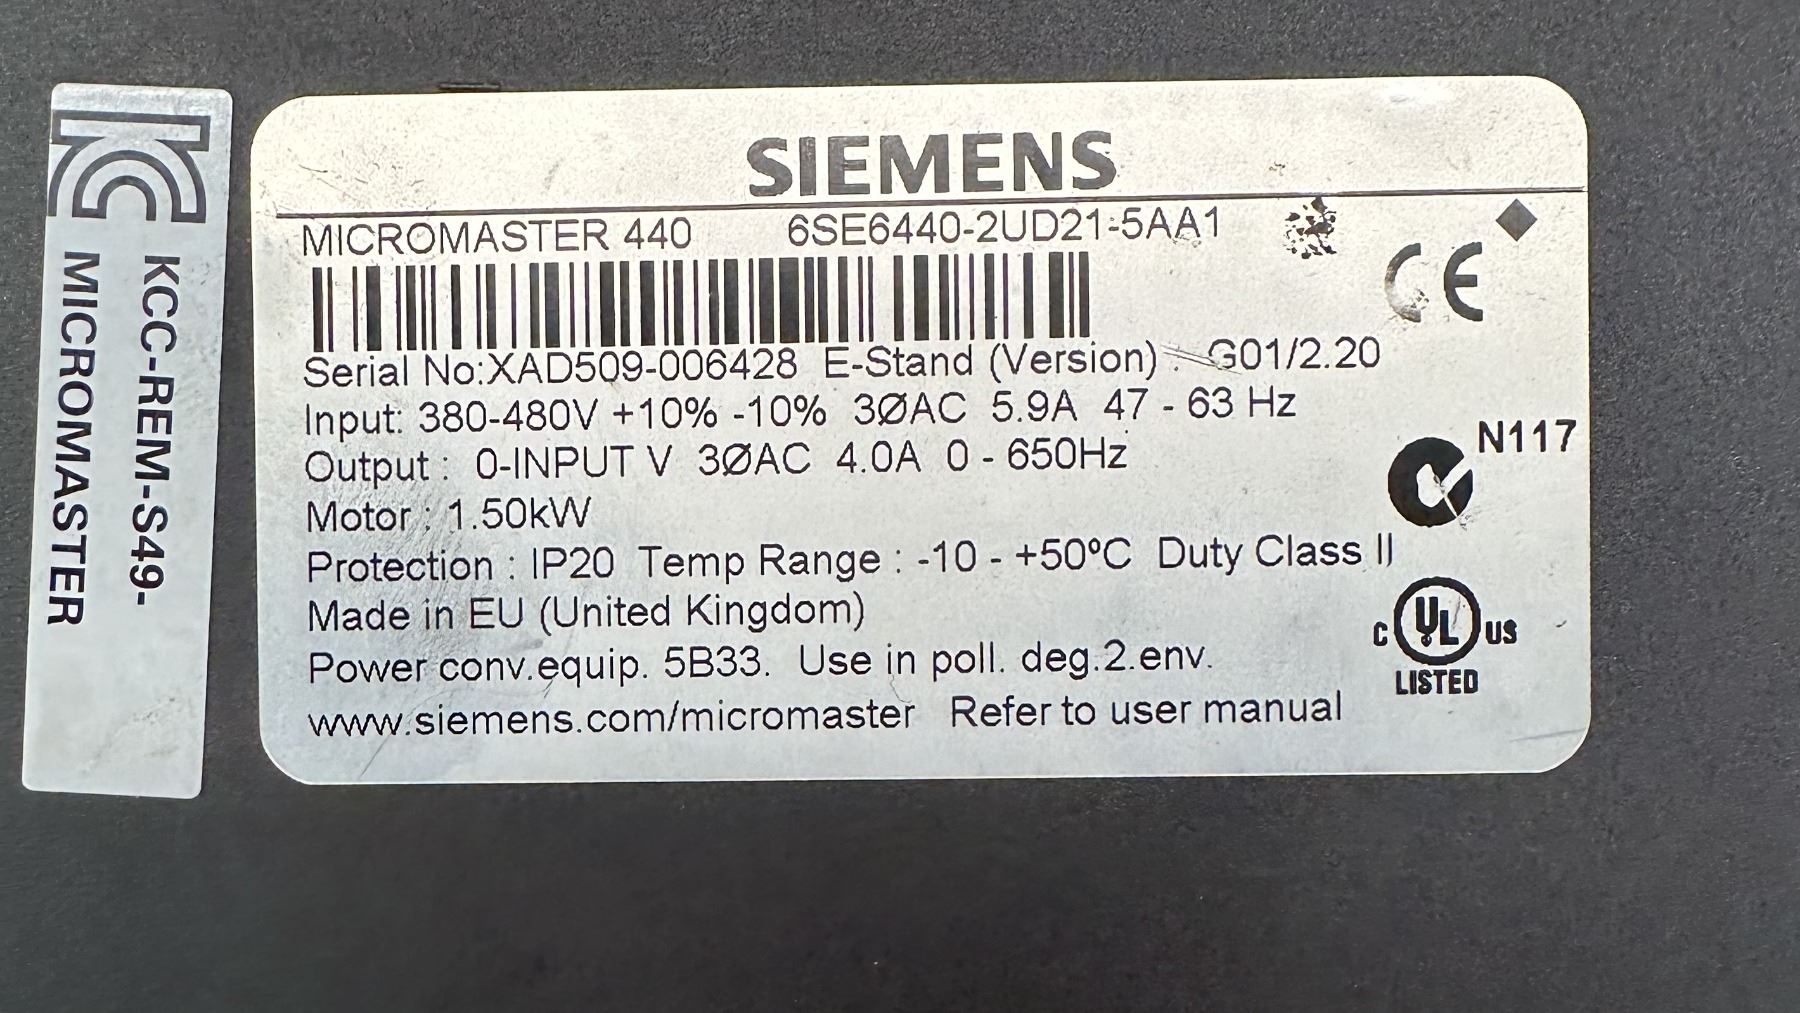 SIEMENS
MICROMASTER 440 6SE6440-2UD21-5AA1
CE
Serial No:XAD509-006428 E-Stand (Version) : G01/2.20
Input: 380-480V +10% -10% 3ØAC 5.9A 47 - 63 Hz
N117
Output : 0-INPUT V 3ØAC 4.0A 0 - 650Hz
Motor : 1.50kW
Protection : IP20 Temp Range : -10 - +50ºC Duty Class II
Made in EU (United Kingdom)
C UL US
LISTED
Power conv.equip. 5B33. Use in poll. deg.2.env.
www.siemens.com/micromaster Refer to user manual
KCC-REM-S49-
MICROMASTER